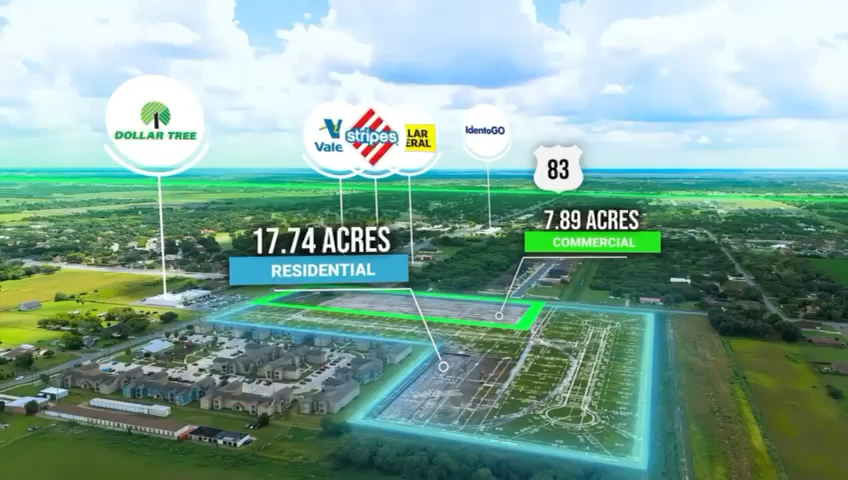 DOLLAR TREE
Vale
stripes
LAR
ERAL
IdentoGO
83
17.74 ACRES
RESIDENTIAL
7.89 ACRES
COMMERCIAL